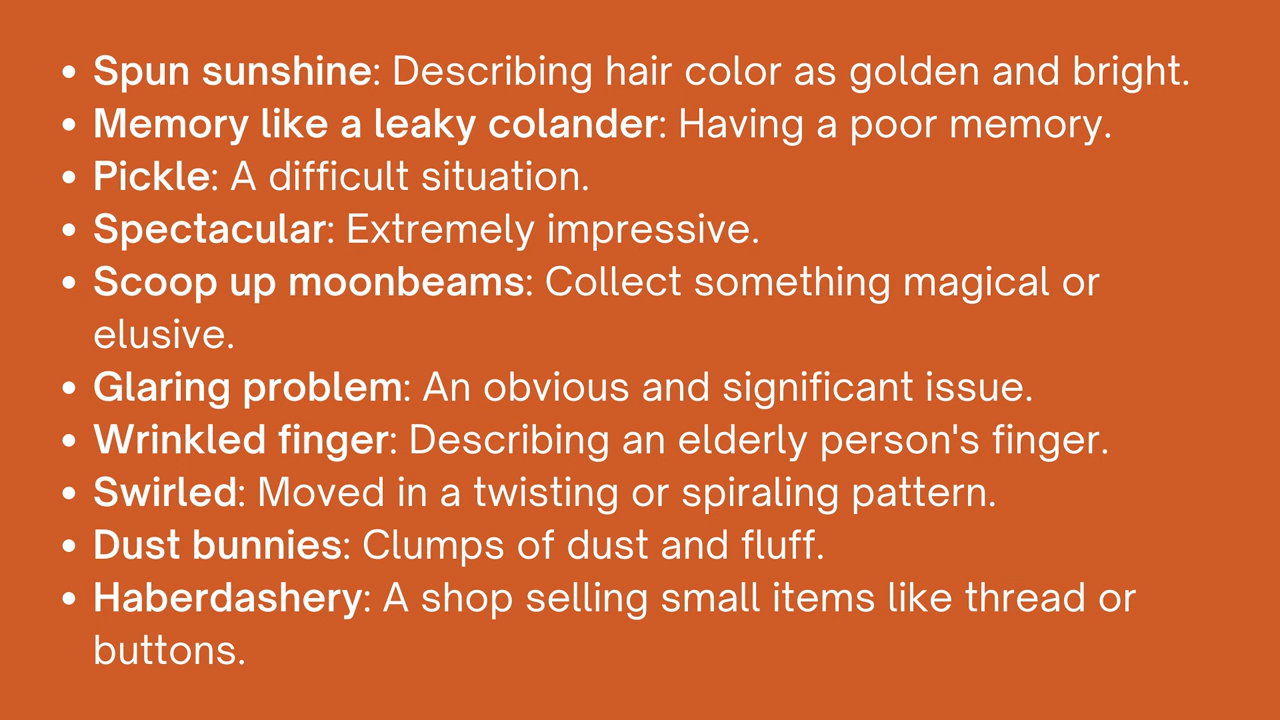 • Spun sunshine: Describing hair color as golden and bright.
• Memory like a leaky colander: Having a poor memory.
• Pickle: A difficult situation.
• Spectacular: Extremely impressive.
• Scoop up moonbeams: Collect something magical or
elusive.
• Glaring problem: An obvious and significant issue.
• Wrinkled finger: Describing an elderly person's finger.
• Swirled: Moved in a twisting or spiraling pattern.
• Dust bunnies: Clumps of dust and fluff.
• Haberdashery: A shop selling small items like thread or
buttons.